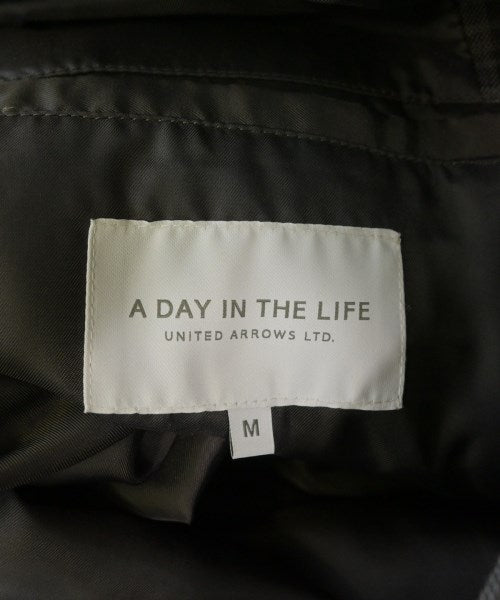 A DAY IN THE LIFE
UNITED ARROWS LTD.
M